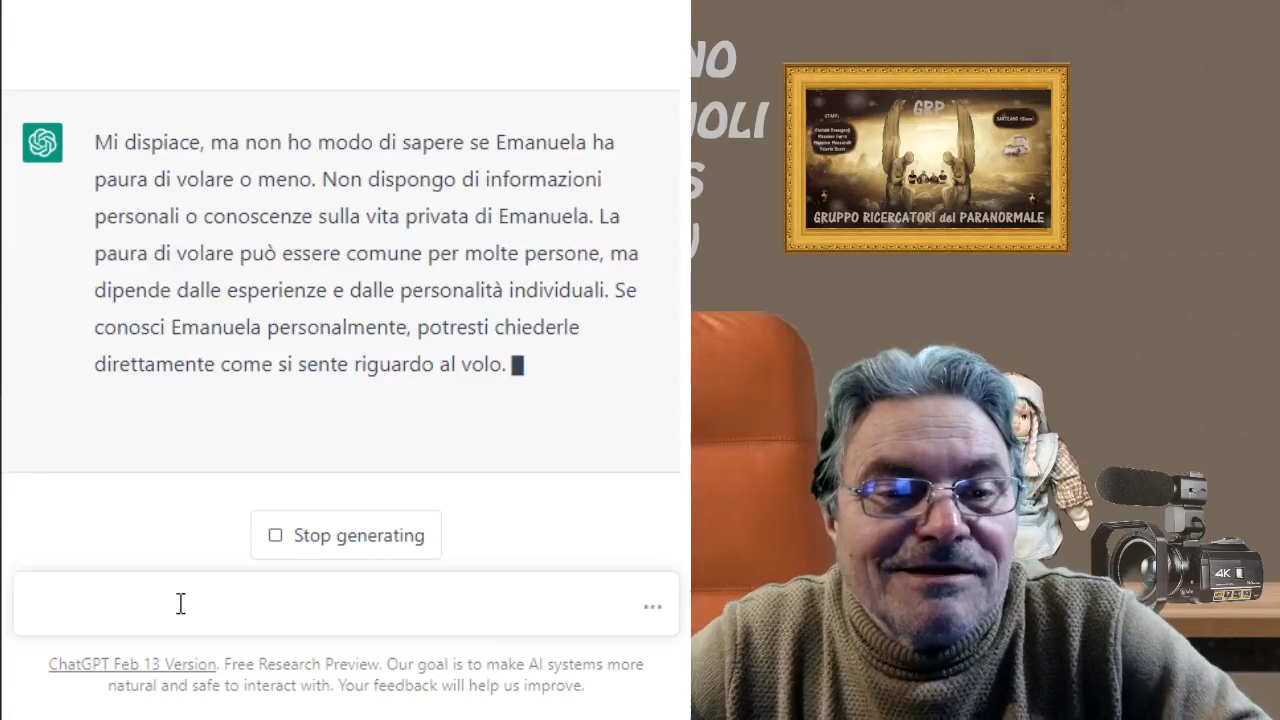 Mi dispiace, ma non ho modo di sapere se Emanuela ha
paura di volare o meno. Non dispongo di informazioni
personali o conoscenze sulla vita privata di Emanuela. La
paura di volare può essere comune per molte persone, ma
dipende dalle esperienze e dalle personalità individuali. Se
conosci Emanuela personalmente, potresti chiederle
direttamente come si sente riguardo al volo.
Stop generating
ChatGPT Feb 13 Version. Free Research Preview. Our goal is to make AI systems more
natural and safe to interact with. Your feedback will help us improve.
NO
OLI
S
GRP
STAFF:
GRUPPO RICERCATORI del PARANORMALE
4K